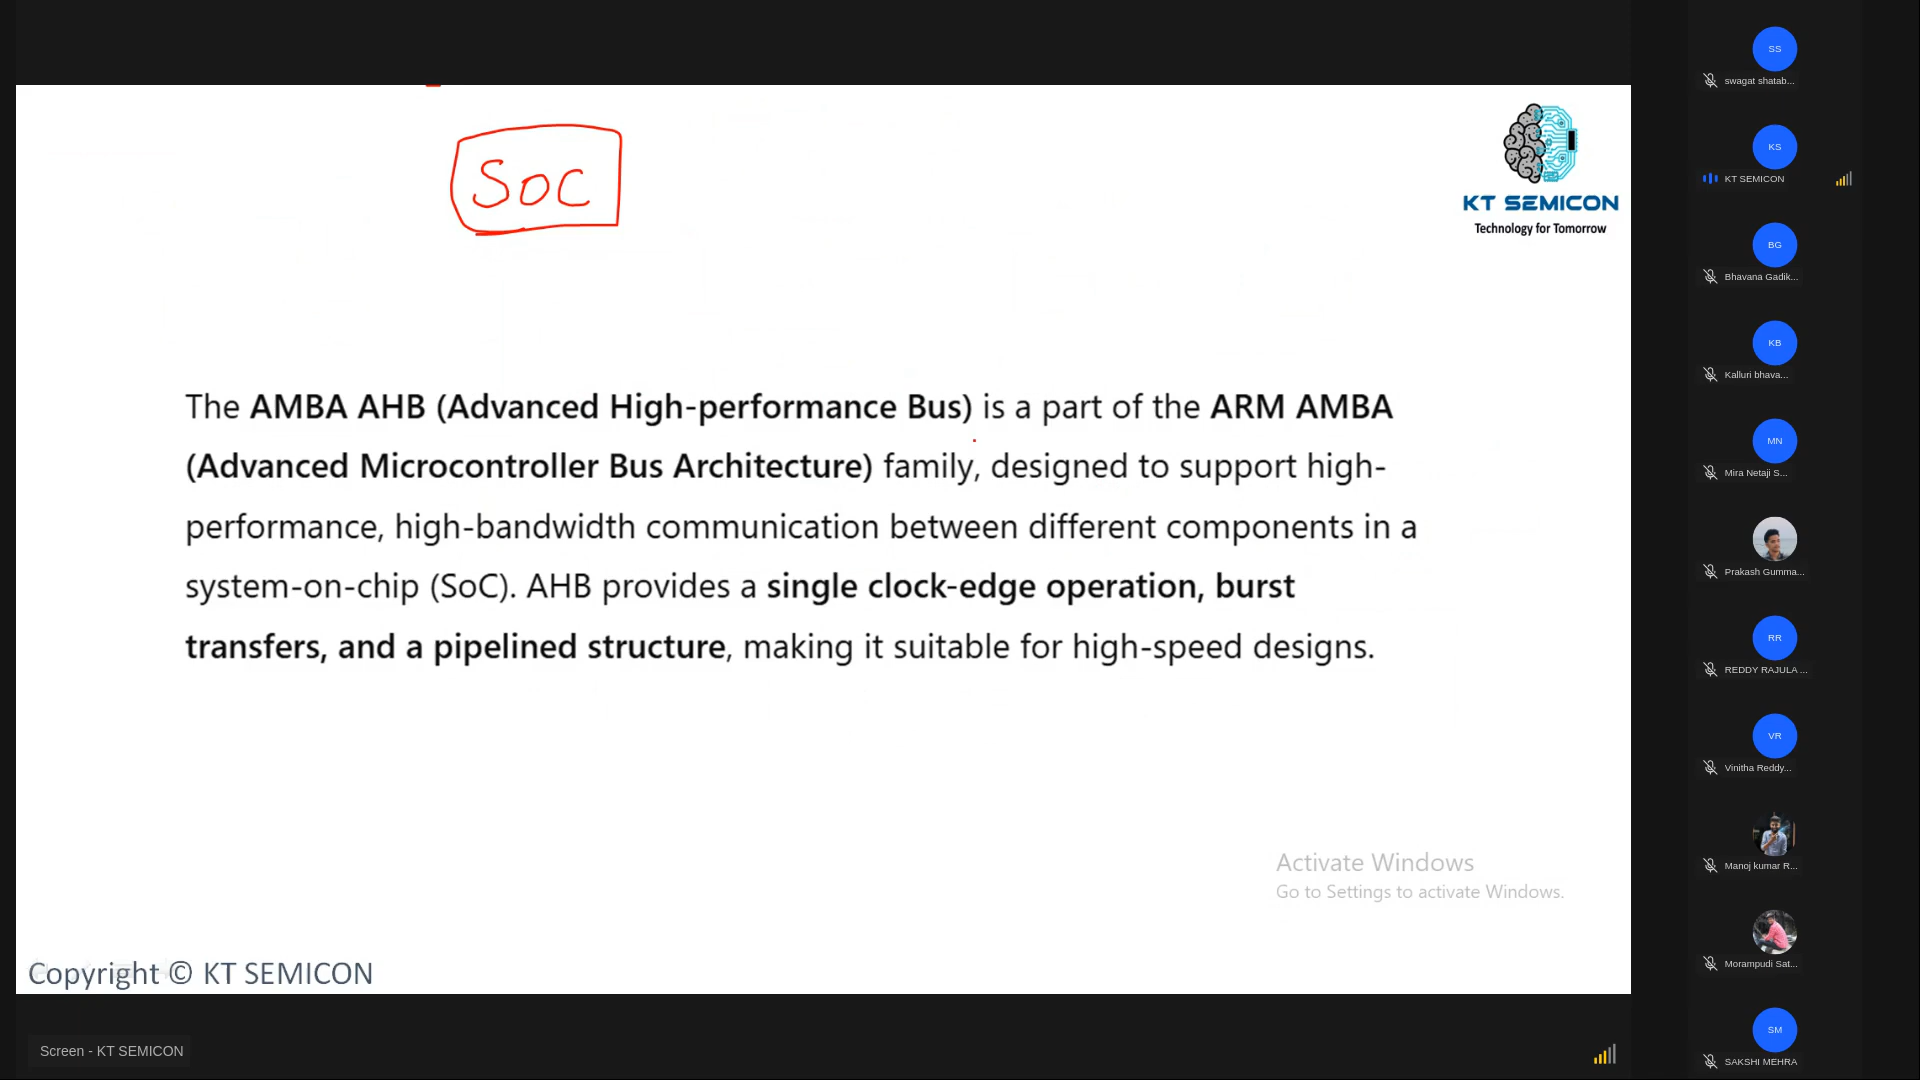 SOC
KT SEMICON
Technology for Tomorrow
The AMBA AHB (Advanced High-performance Bus) is a part of the ARM AMBA
(Advanced Microcontroller Bus Architecture) family, designed to support high-
performance, high-bandwidth communication between different components in a
system-on-chip (SoC). AHB provides a single clock-edge operation, burst
transfers, and a pipelined structure, making it suitable for high-speed designs.
Activate Windows
Go to Settings to activate Windows.
Copyright © KT SEMICON
Screen - KT SEMICON
SS
swagat shatab...
KS
KT SEMICON
BG
Bhavana Gadik...
KB
Kalluri bhava...
MN
Mira Netaji S...
Prakash Gumma...
RR
REDDY RAJULA ...
VR
Vinitha Reddy...
Manoj kumar R...
Morampudi Sat...
SM
SAKSHI MEHRA